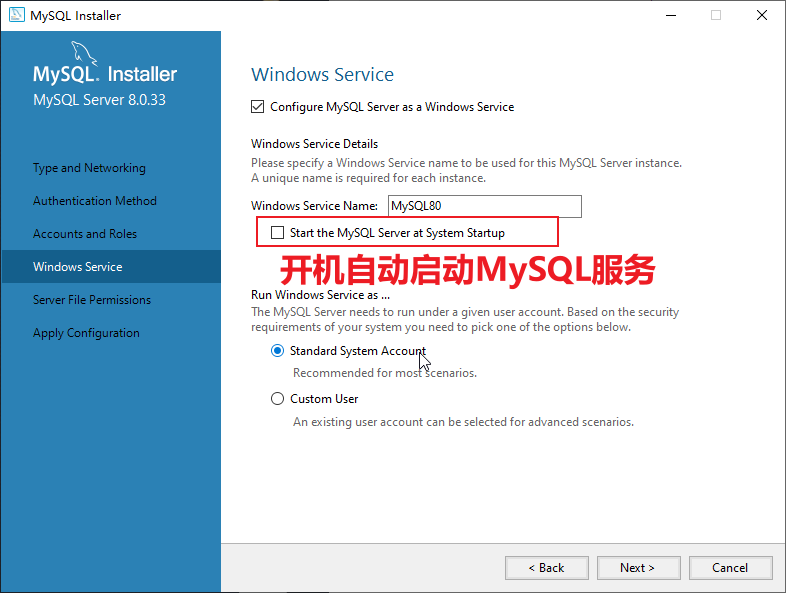 MySQL Installer
MySQL. Installer
MySQL Server 8.0.33
Type and Networking
Authentication Method
Accounts and Roles
Windows Service
Server File Permissions
Apply Configuration
Windows Service
Configure MySQL Server as a Windows Service
Windows Service Details
Please specify a Windows Service name to be used for this MySQL Server instance.
A unique name is required for each instance.
Windows Service Name: MySQL80
Start the MySQL Server at System Startup
开机自动启动MySQL服务
Run Windows Service as ...
The MySQL Server needs to run under a given user account. Based on the security
requirements of your system you need to pick one of the options below.
Standard System Account
Recommended for most scenarios.
Custom User
An existing user account can be selected for advanced scenarios.
< Back
Next >
Cancel